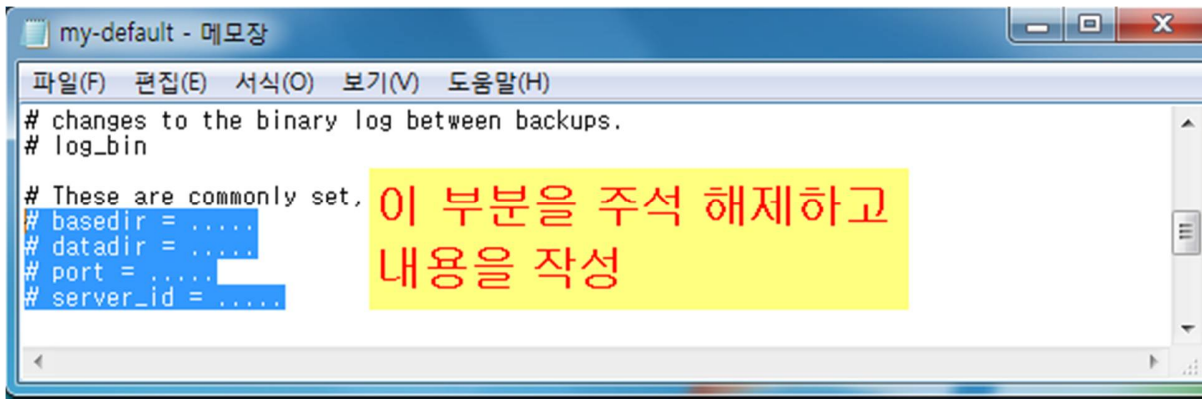 my-default - 메모장
파일(F) 편집(E) 서식(O) 보기(V) 도움말(H)
# changes to the binary log between backups.
# log_bin
# These are commonly set,
# basedir = .....
# datadir = .....
# port = .....
# server_id = .....
이 부분을 주석 해제하고
내용을 작성